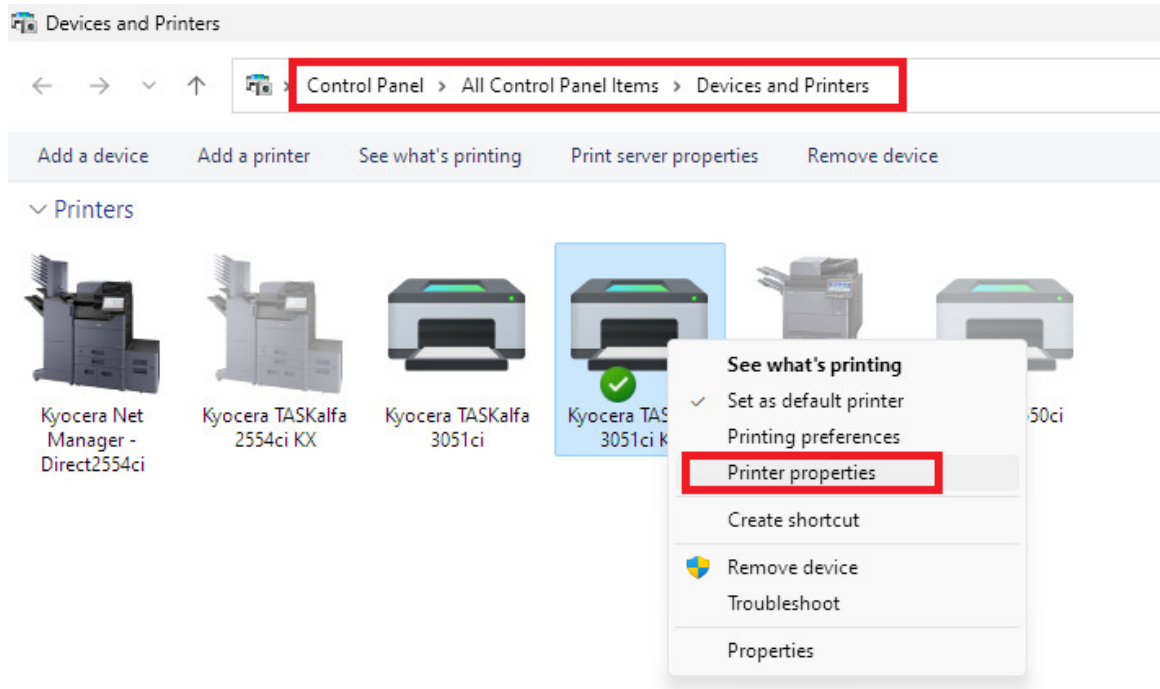 Devices and Printers
Control Panel > All Control Panel Items > Devices and Printers
Add a device Add a printer See what's printing Print server properties Remove device
Printers
Kyocera Net
Manager -
Direct2554ci
Kyocera TASKalfa
2554ci KX
Kyocera TASKalfa
3051ci
Kyocera TAS
3051ci K
50ci
See what's printing
Set as default printer
Printing preferences
Printer properties
Create shortcut
Remove device
Troubleshoot
Properties